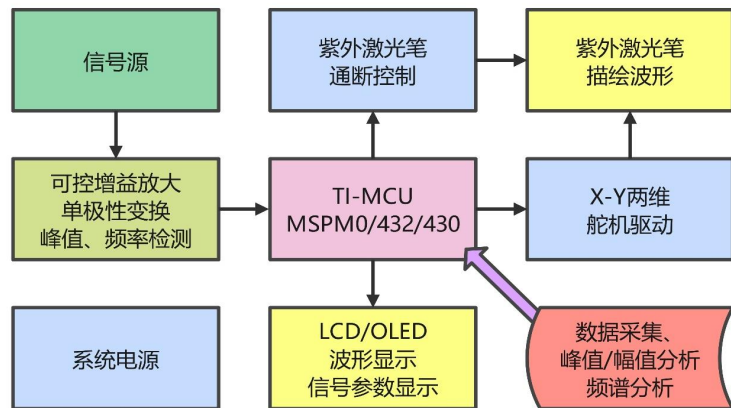 信号源
紫外激光笔
通断控制
紫外激光笔
描绘波形
可控增益放大
单极性变换
峰值、频率检测
TI-MCU
MSPM0/432/430
X-Y两维
舵机驱动
系统电源
LCD/OLED
波形显示
信号参数显示
数据采集、
峰值/幅值分析
频谱分析